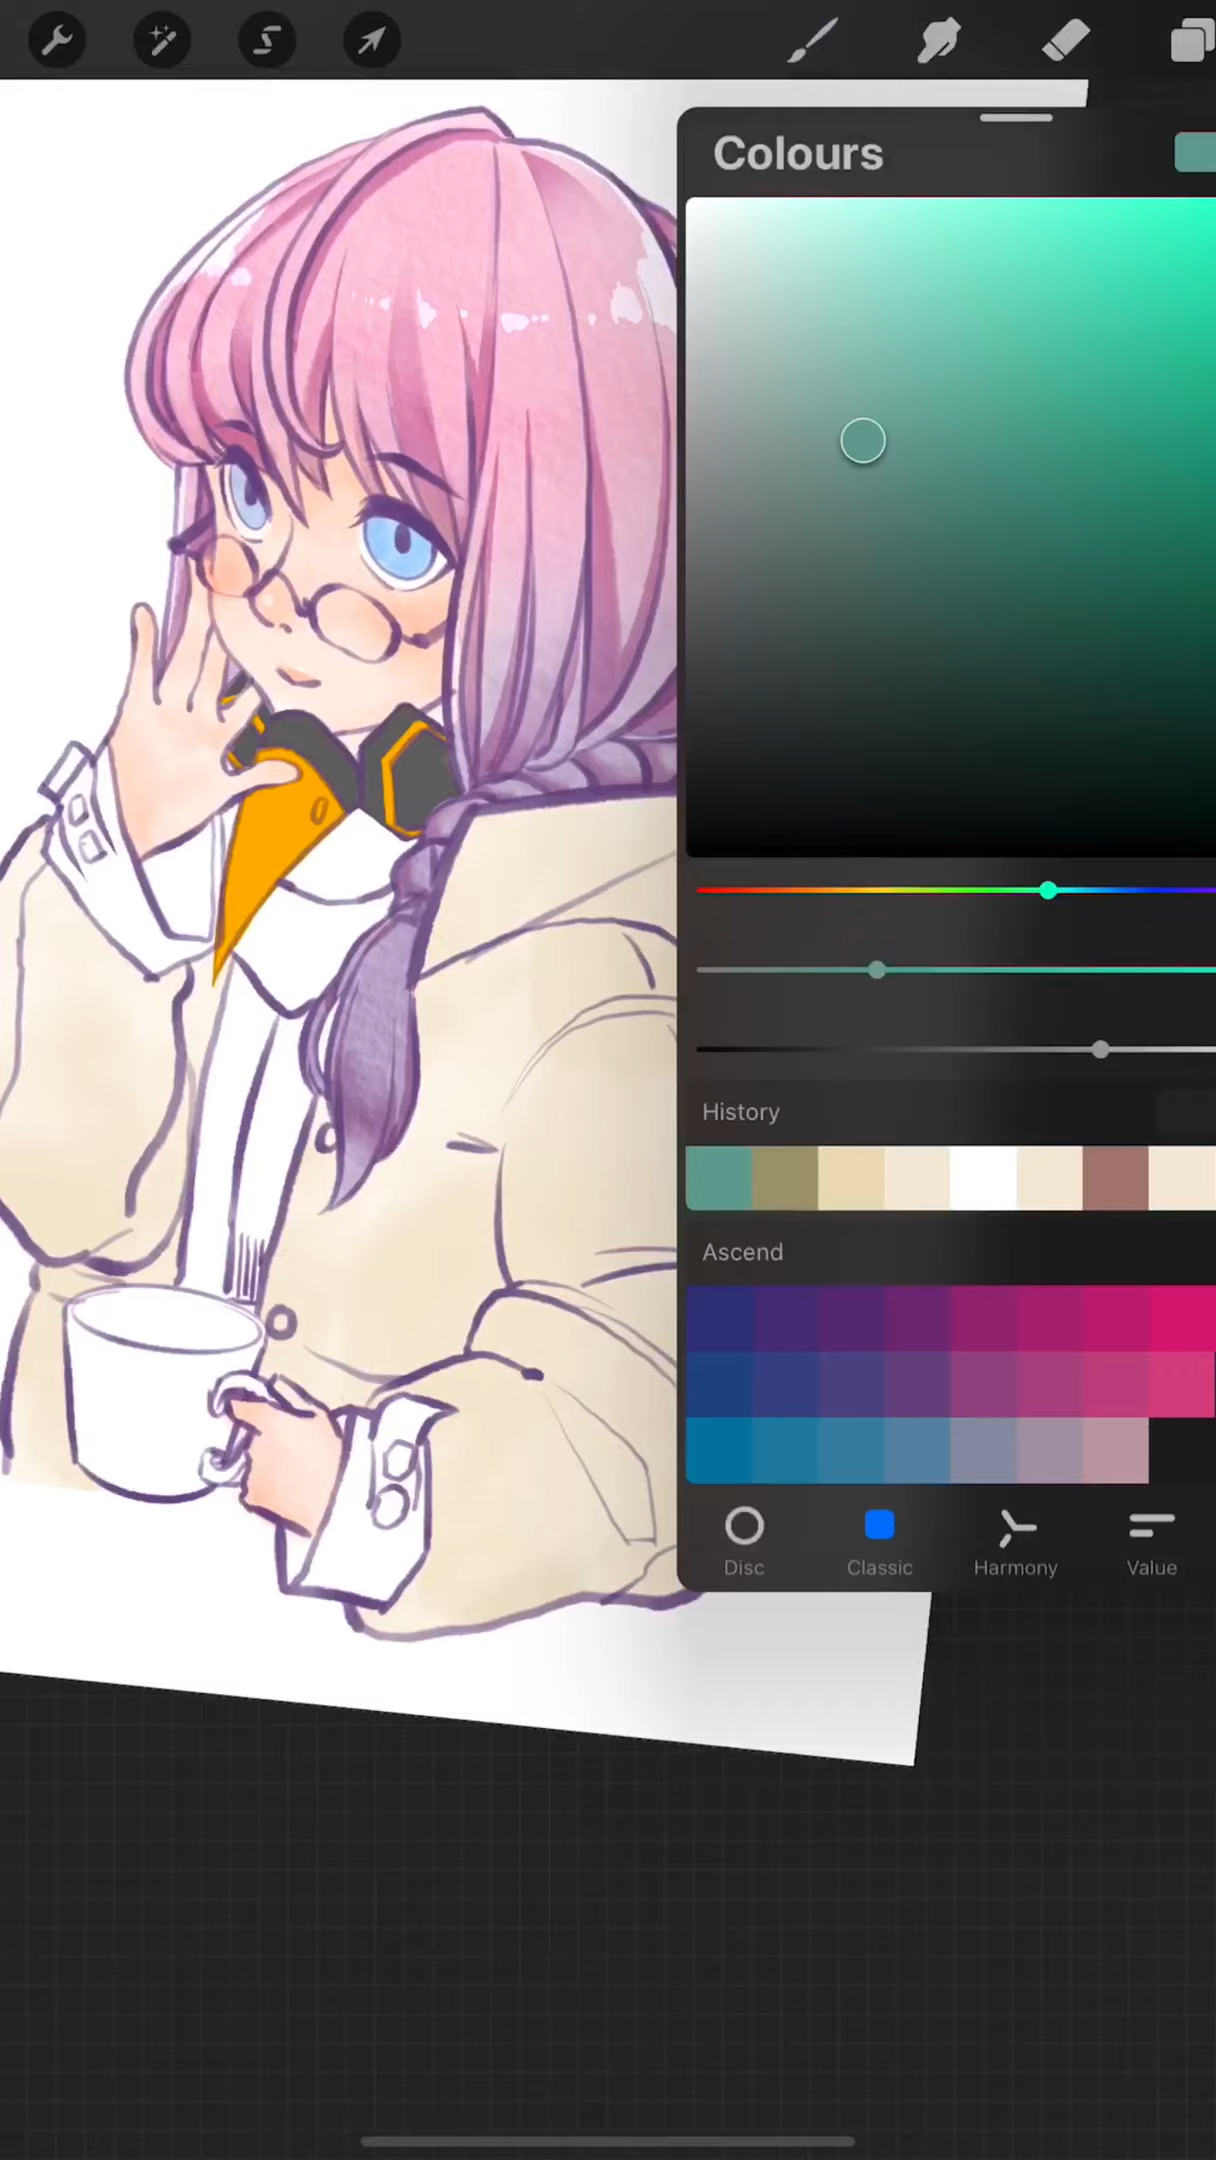 Colours
History
Ascend
Disc
Classic
Harmony
Value